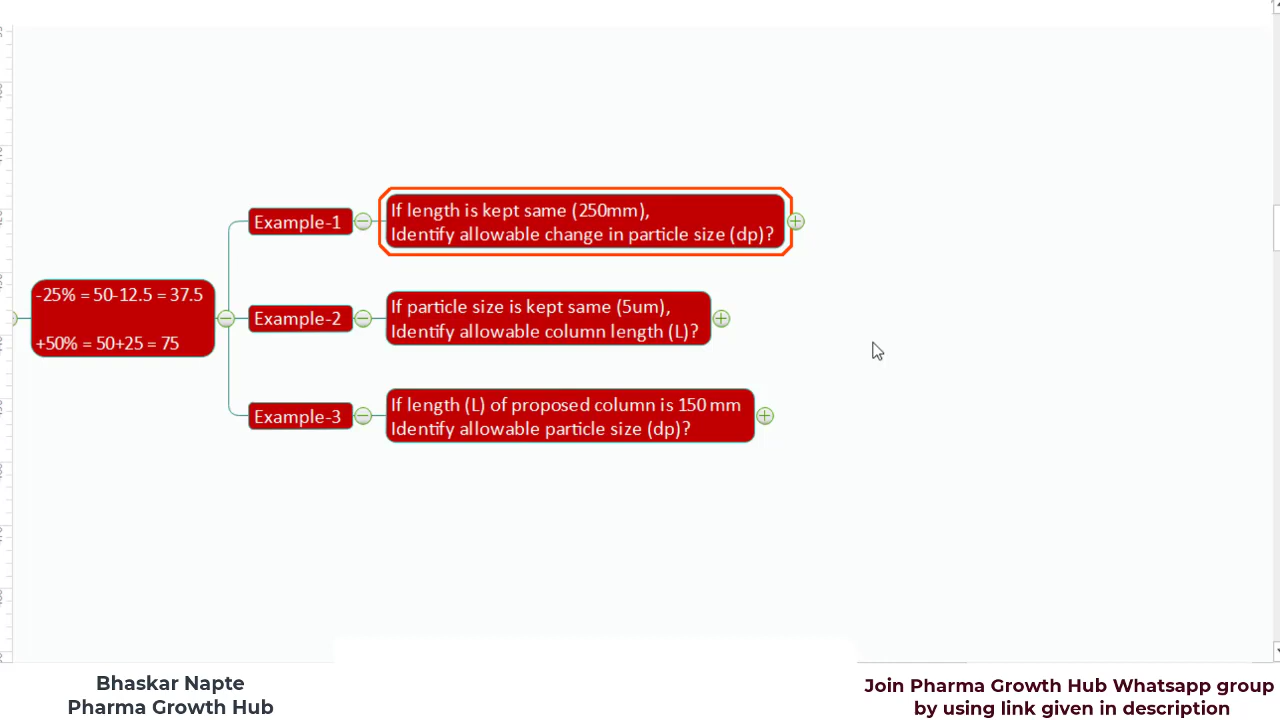 -25% = 50-12.5 = 37.5
+50% = 50+25 = 75
Example-1
If length is kept same (250mm),
Identify allowable change in particle size (dp)?
Example-2
If particle size is kept same (5um),
Identify allowable column length (L)?
Example-3
If length (L) of proposed column is 150 mm
Identify allowable particle size (dp)?
Bhaskar Napte
Pharma Growth Hub
Join Pharma Growth Hub Whatsapp group
by using link given in description